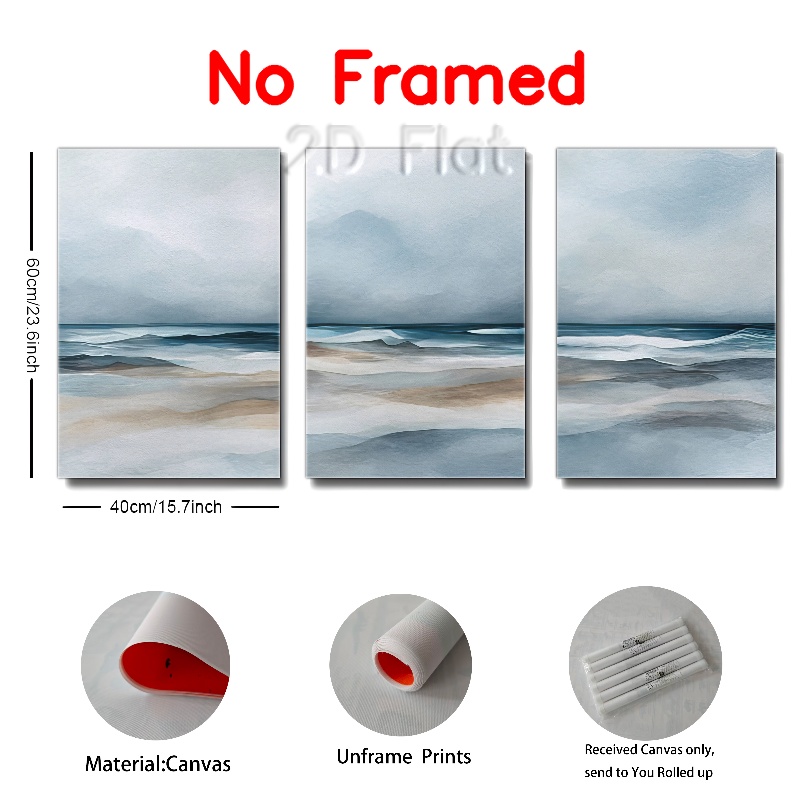 No Framed
2D Flat
60cm/23.6inch
40cm/15.7inch
Material:Canvas
Unframe Prints
Received Canvas only,
send to You Rolled up